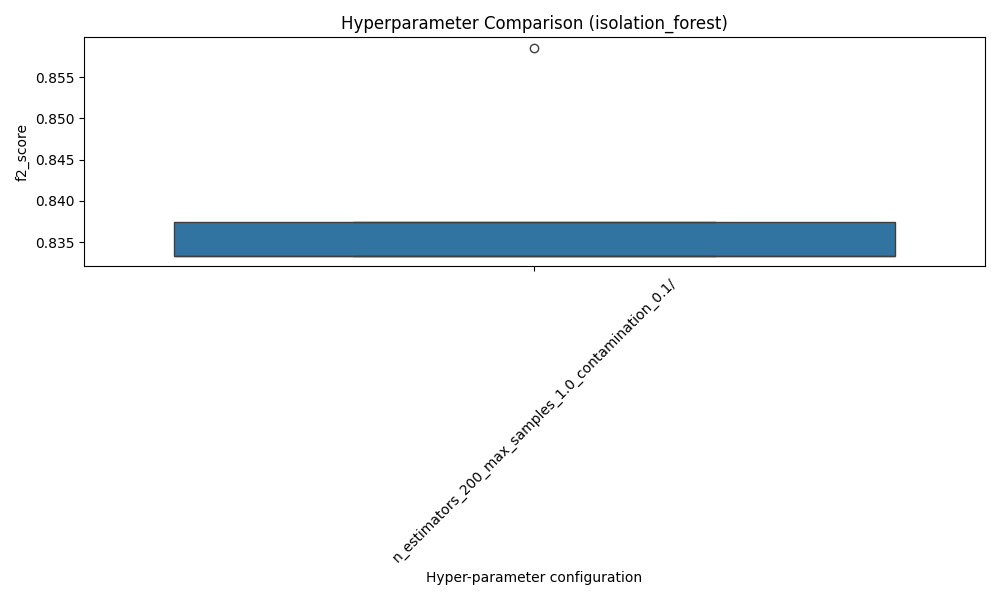 Hyperparameter Comparison (isolation_forest)
f2_score
0.855
0.850
0.845
0.840
0.835
n_estimators_200_max_samples_1.0_contamination_0.1/
Hyper-parameter configuration